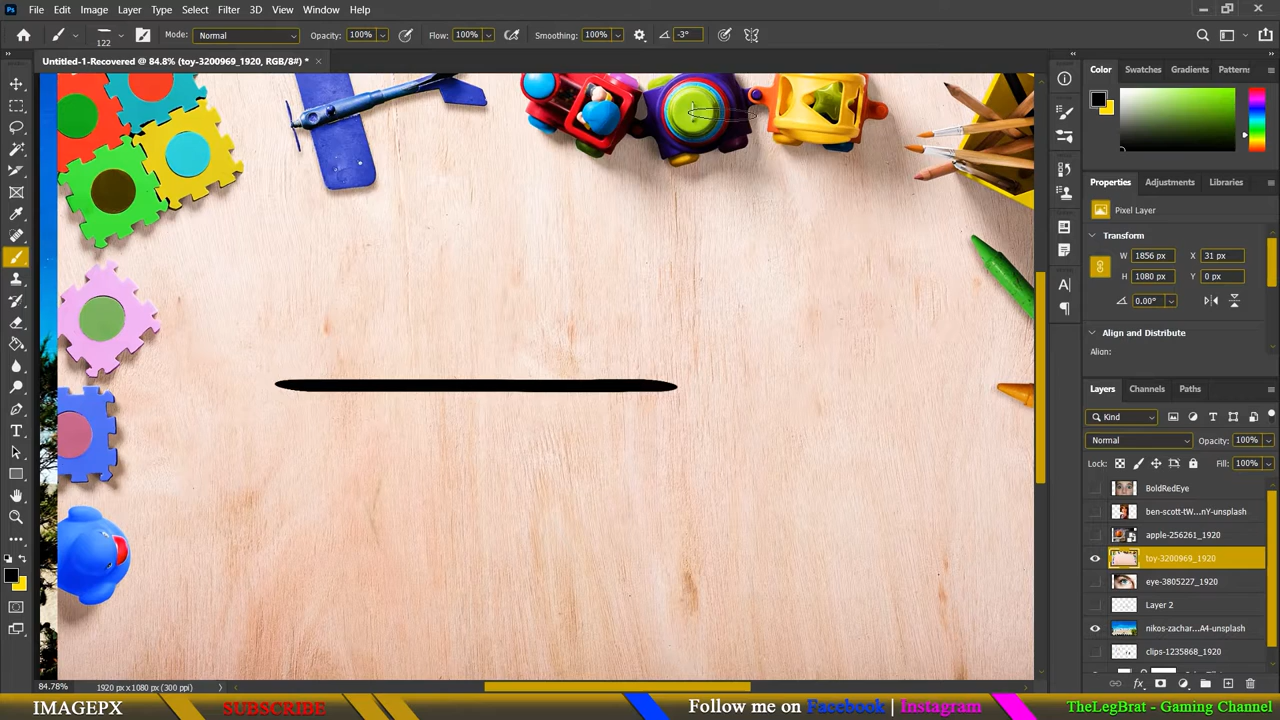 Ps File Edit Image Layer Type Select Filter 3D View Window Help
122 Mode: Normal Opacity: 100% Flow: 100% Smoothing: 100% -3°
Untitled-1-Recovered @ 84.8% (toy-3200969_1920, RGB/8#) *
Color Swatches Gradients Patterns
Properties Adjustments Libraries
Pixel Layer
Transform
W 1856 px X 31 px
H 1080 px Y 0 px
0.00°
Align and Distribute
Align:
Layers Channels Paths
Kind
Normal Opacity: 100%
Lock: Fill: 100%
BoldRedEye
ben-scott-tW...nY-unsplash
apple-256261_1920
toy-3200969_1920
eye-3805227_1920
Layer 2
nikos-zachar...A4-unsplash
clips-1235868_1920
84.78% 1920 px x 1080 px (300 ppi)
IMAGEPX SUBSCRIBE Follow me on Facebook | Instagram TheLegBrat - Gaming Channel